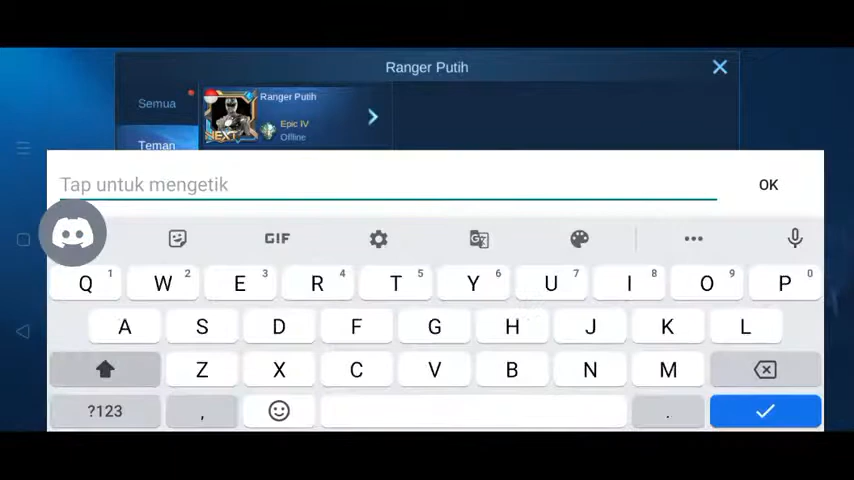 Ranger Putih
Semua
Ranger Putih
Epic IV
Offline
NEXT
Teman
Tap untuk mengetik
OK
GIF
Q 1 W 2 E 3 R 4 T 5 Y 6 U 7 I 8 O 9 P 0
A S D F G H J K L
Z X C V B N M
?123 , .